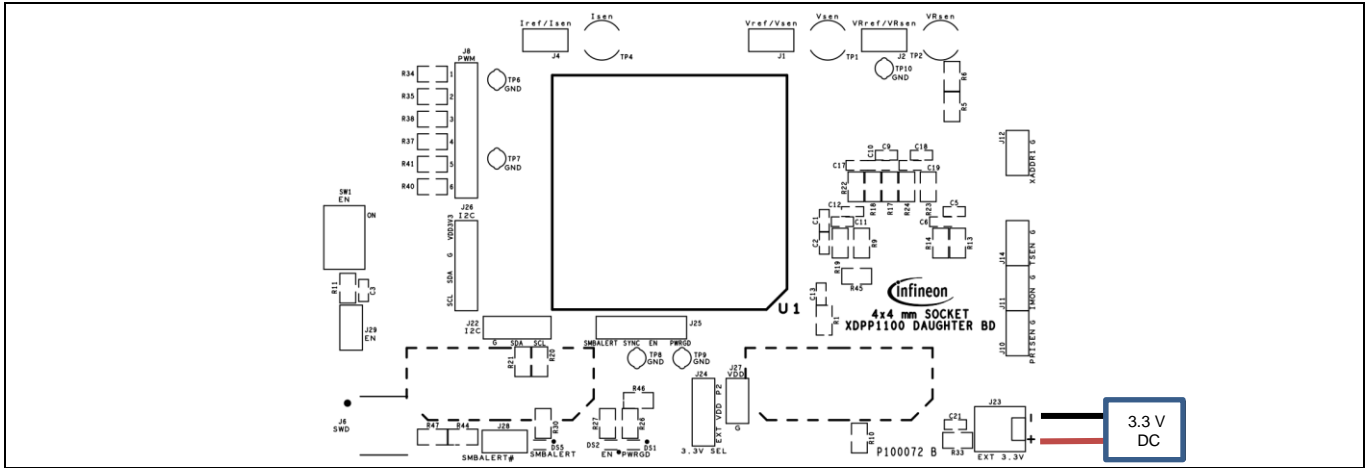 Iref/Isen
Isen
Vref/Vsen
Vsen
VRref/VRsen
VRsen
J4
TP4
J1
TP1
J2
TP2
J8
PWM
TP10
GND
R34
1
TP6
GND
R6
R35
2
R5
R38
3
R37
4
J12
XADDR1 G
R41
5
TP7
GND
R40
6
C10
C9
C18
C17
C19
R22
R18
R17
R24
R23
SW1
EN
ON
J26
I2C
VDD3V3
G
SDA
SCL
C12
C5
C1
C11
C6
C2
R19
R9
R14
R13
J14
TSEN G
R45
R11
C3
C13
R1
infineon
J11
IMON G
U1
4x4 mm SOCKET
XDPP1100 DAUGHTER BD
J29
EN
J22
I2C
G SDA SCL
J25
SMBALERT SYNC EN PWRGD
J10
PRISEN G
R21
R20
TP8
GND
TP9
GND
J24
EXT VDD P2
3.3V SEL
J27
VDD
G
R46
J6
SWD
R47
R44
J28
SMBALERT#
R30
DS5
SMBALERT
R27
R26
DS2
EN
DS1
PWRGD
R10
P100072 B
C21
R33
J23
EXT 3.3V
-
+
3.3 V
DC